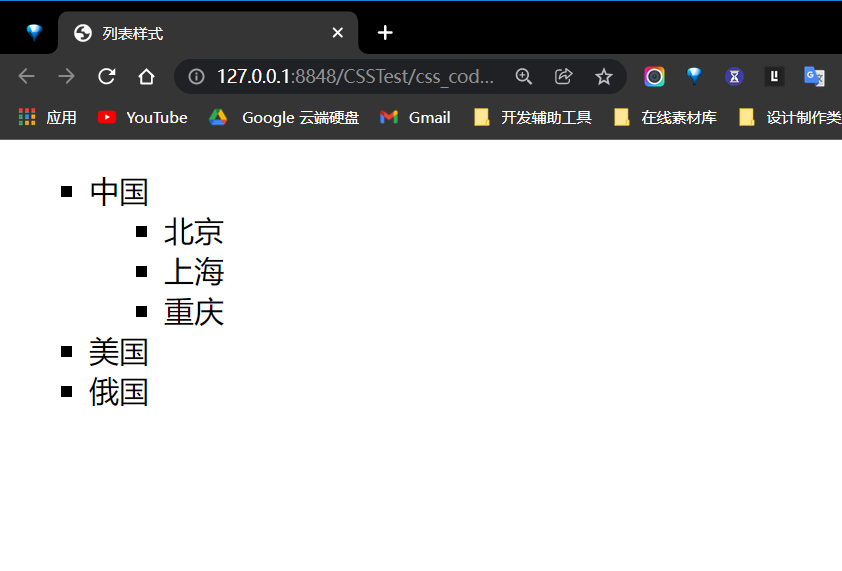 列表样式
127.0.0.1:8848/CSSTest/css_cod...
应用 YouTube Google 云端硬盘 Gmail 开发辅助工具 在线素材库 设计制作类
中国
北京
上海
重庆
美国
俄国